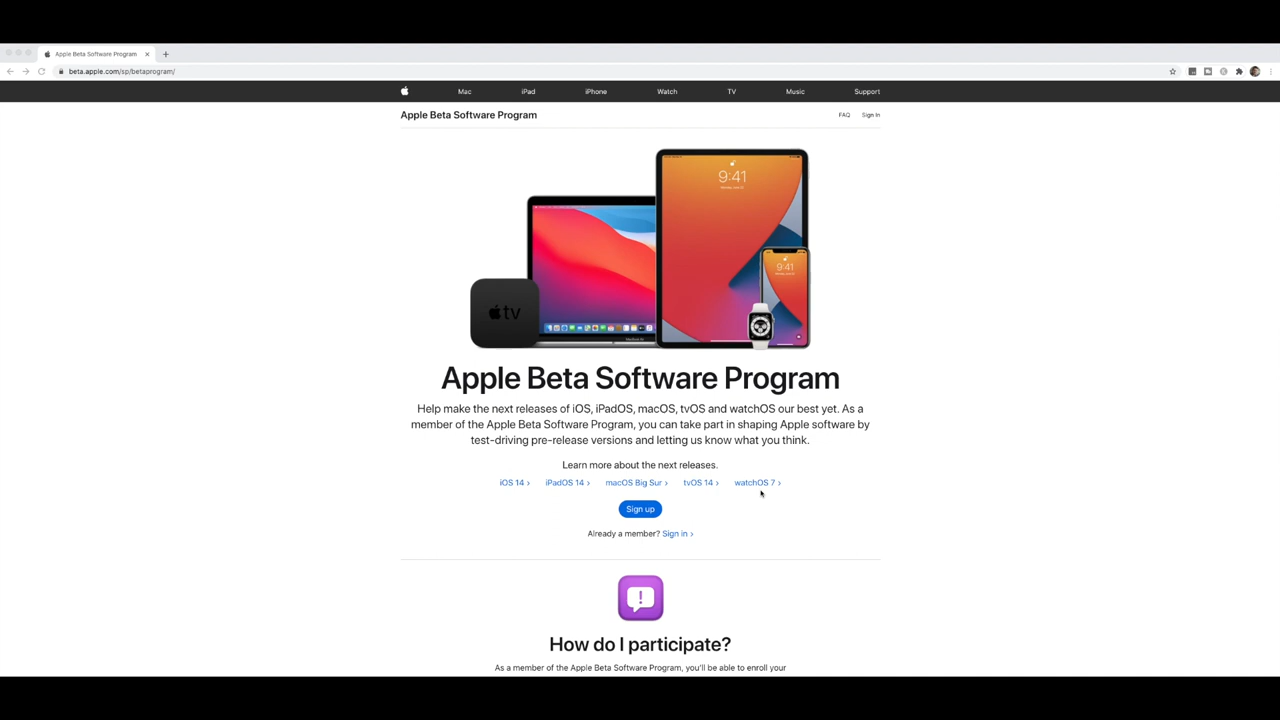 Apple Beta Software Program
beta.apple.com/sp/betaprogram/
Mac iPad iPhone Watch TV Music Support
Apple Beta Software Program FAQ Sign In
9:41
9:41
tv
Apple Beta Software Program
Help make the next releases of iOS, iPadOS, macOS, tvOS and watchOS our best yet. As a
member of the Apple Beta Software Program, you can take part in shaping Apple software by
test-driving pre-release versions and letting us know what you think.
Learn more about the next releases.
iOS 14 › iPadOS 14 › macOS Big Sur › tvOS 14 › watchOS 7 ›
Sign up
Already a member? Sign in ›
How do I participate?
As a member of the Apple Beta Software Program, you'll be able to enroll your